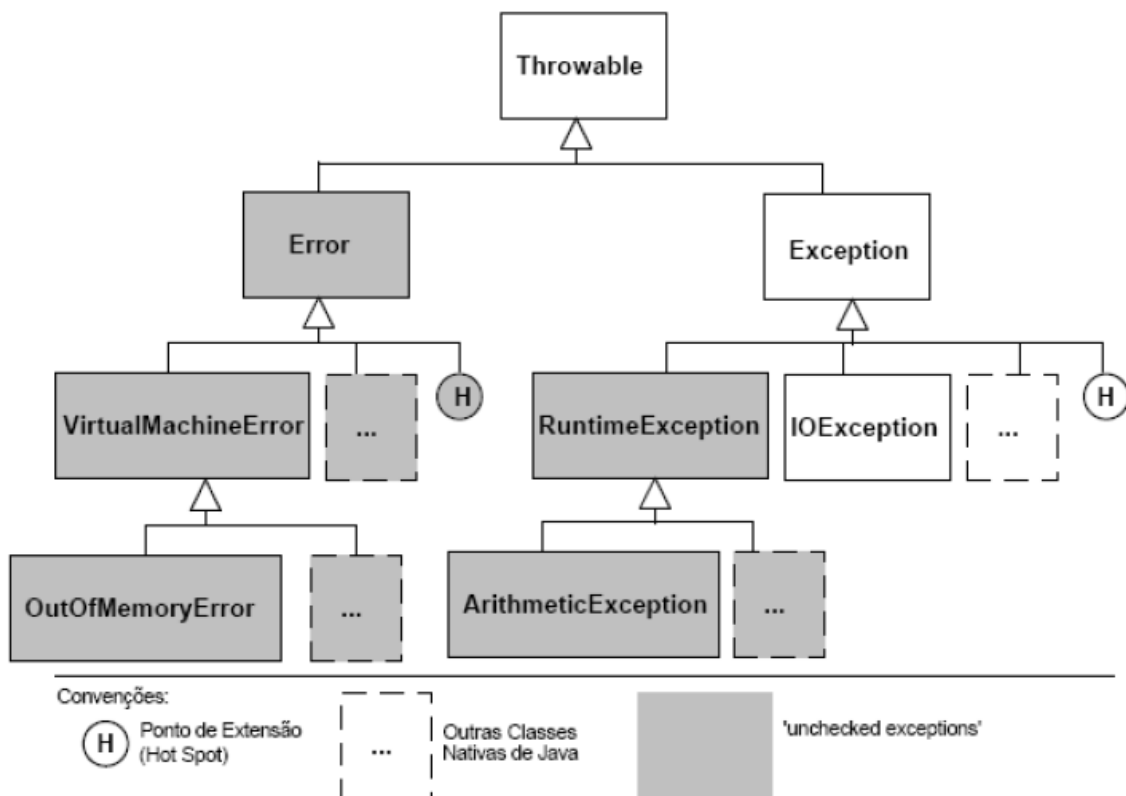 Throwable
Error
Exception
VirtualMachineError
...
H
RuntimeException
IOException
...
H
OutOfMemoryError
...
ArithmeticException
...
Convenções:
H
Ponto de Extensão
(Hot Spot)
...
Outras Classes
Nativas de Java
'unchecked exceptions'